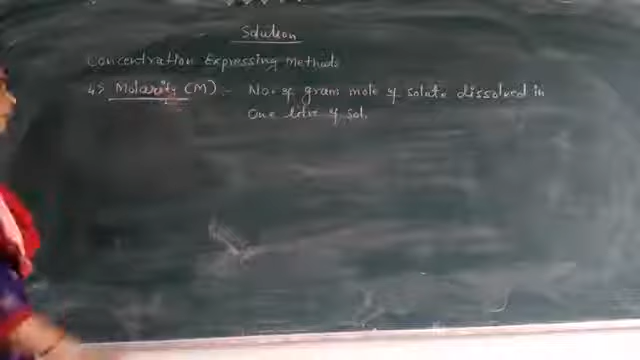 Solution
Concentration Expressing Methods
4> Molarity (M) :- No. of gram mole of solute dissolved in
one litre of sol.